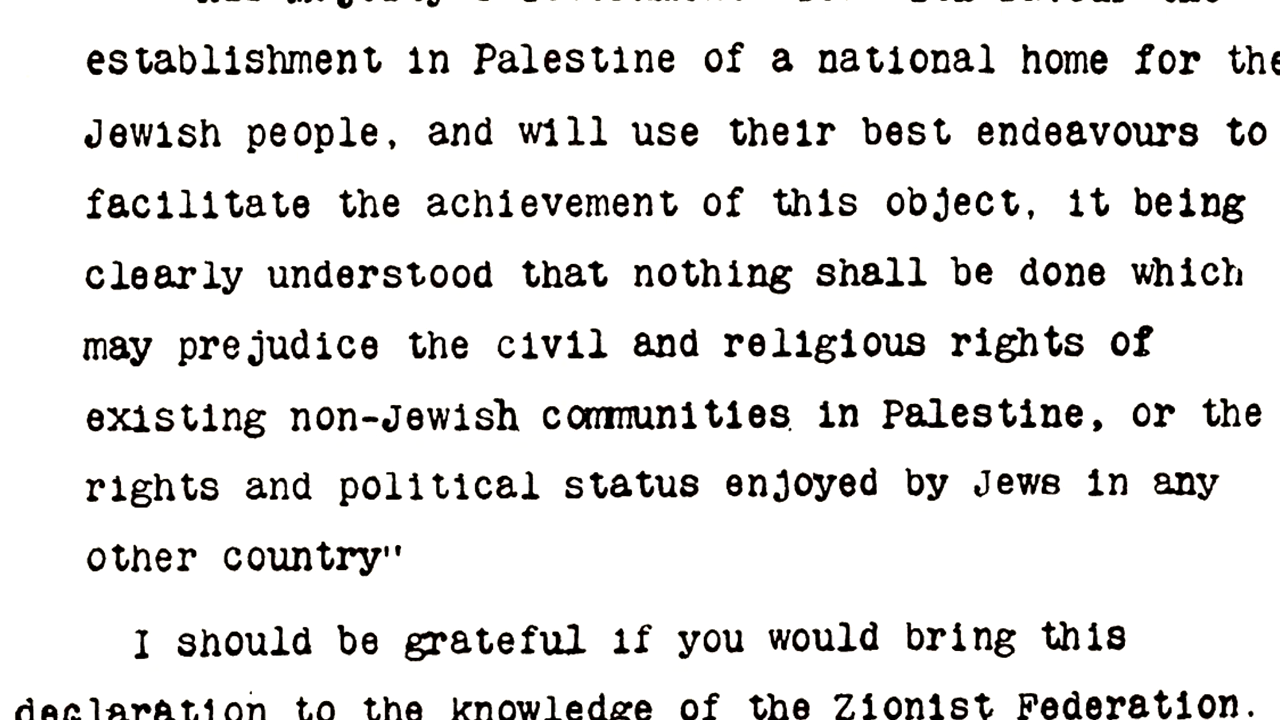 establishment in Palestine of a national home for the
Jewish people, and will use their best endeavours to
facilitate the achievement of this object, it being
clearly understood that nothing shall be done which
may prejudice the civil and religious rights of
existing non-Jewish communities in Palestine, or the
rights and political status enjoyed by Jews in any
other country"
I should be grateful if you would bring this
declaration to the knowledge of the Zionist Federation.